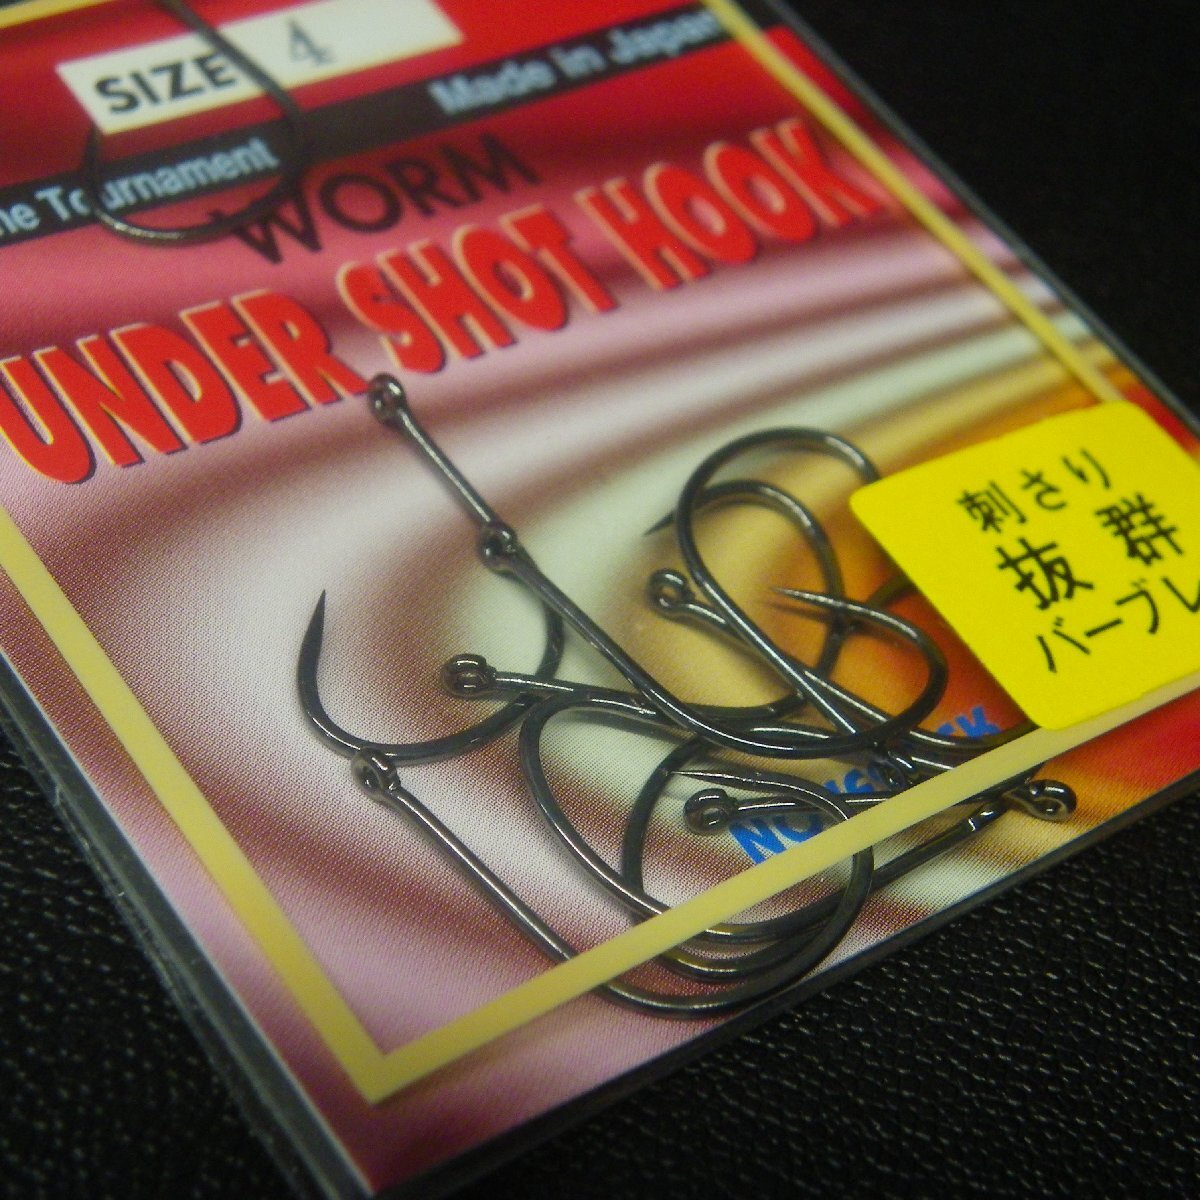 SIZE 4
Made in Japan
Tournament
WORM
UNDER SHOT HOOK
刺さり
抜群
バーブレ